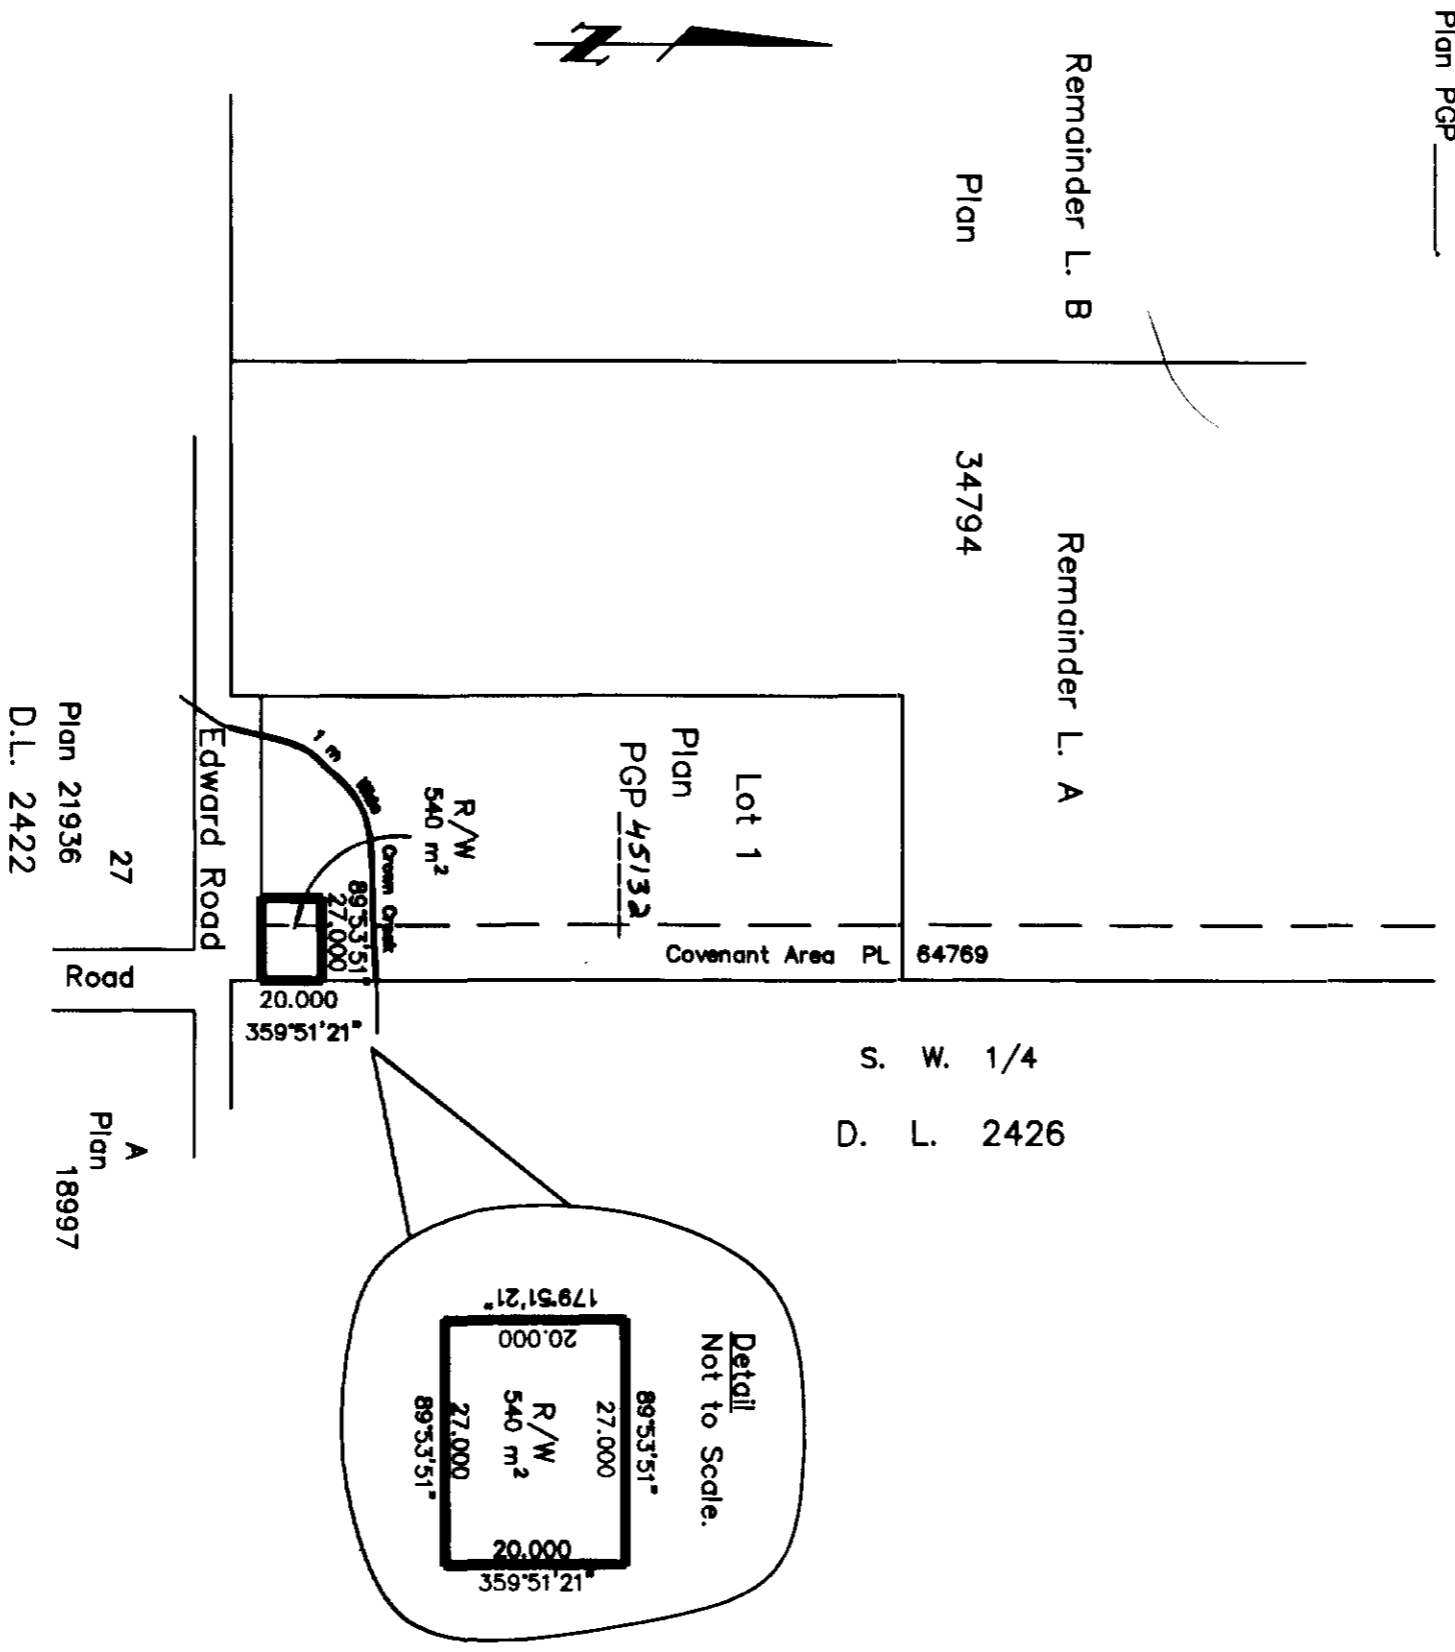 Plan PGP
N
Remainder L. B
Plan
34794
Remainder L. A
Lot 1
Plan
PGP 45132
R/W
540 m²
1 m wide
Crown Creek
89°53'51"
27.000
20.000
359°51'21"
Covenant Area PL 64769
Edward Road
Road
27
Plan 21936
D.L. 2422
A
Plan
18997
S. W. 1/4
D. L. 2426
Detail
Not to Scale.
89°53'51"
27.000
179°51'21"
20.000
R/W
540 m²
27.000
89°53'51"
20.000
359°51'21"